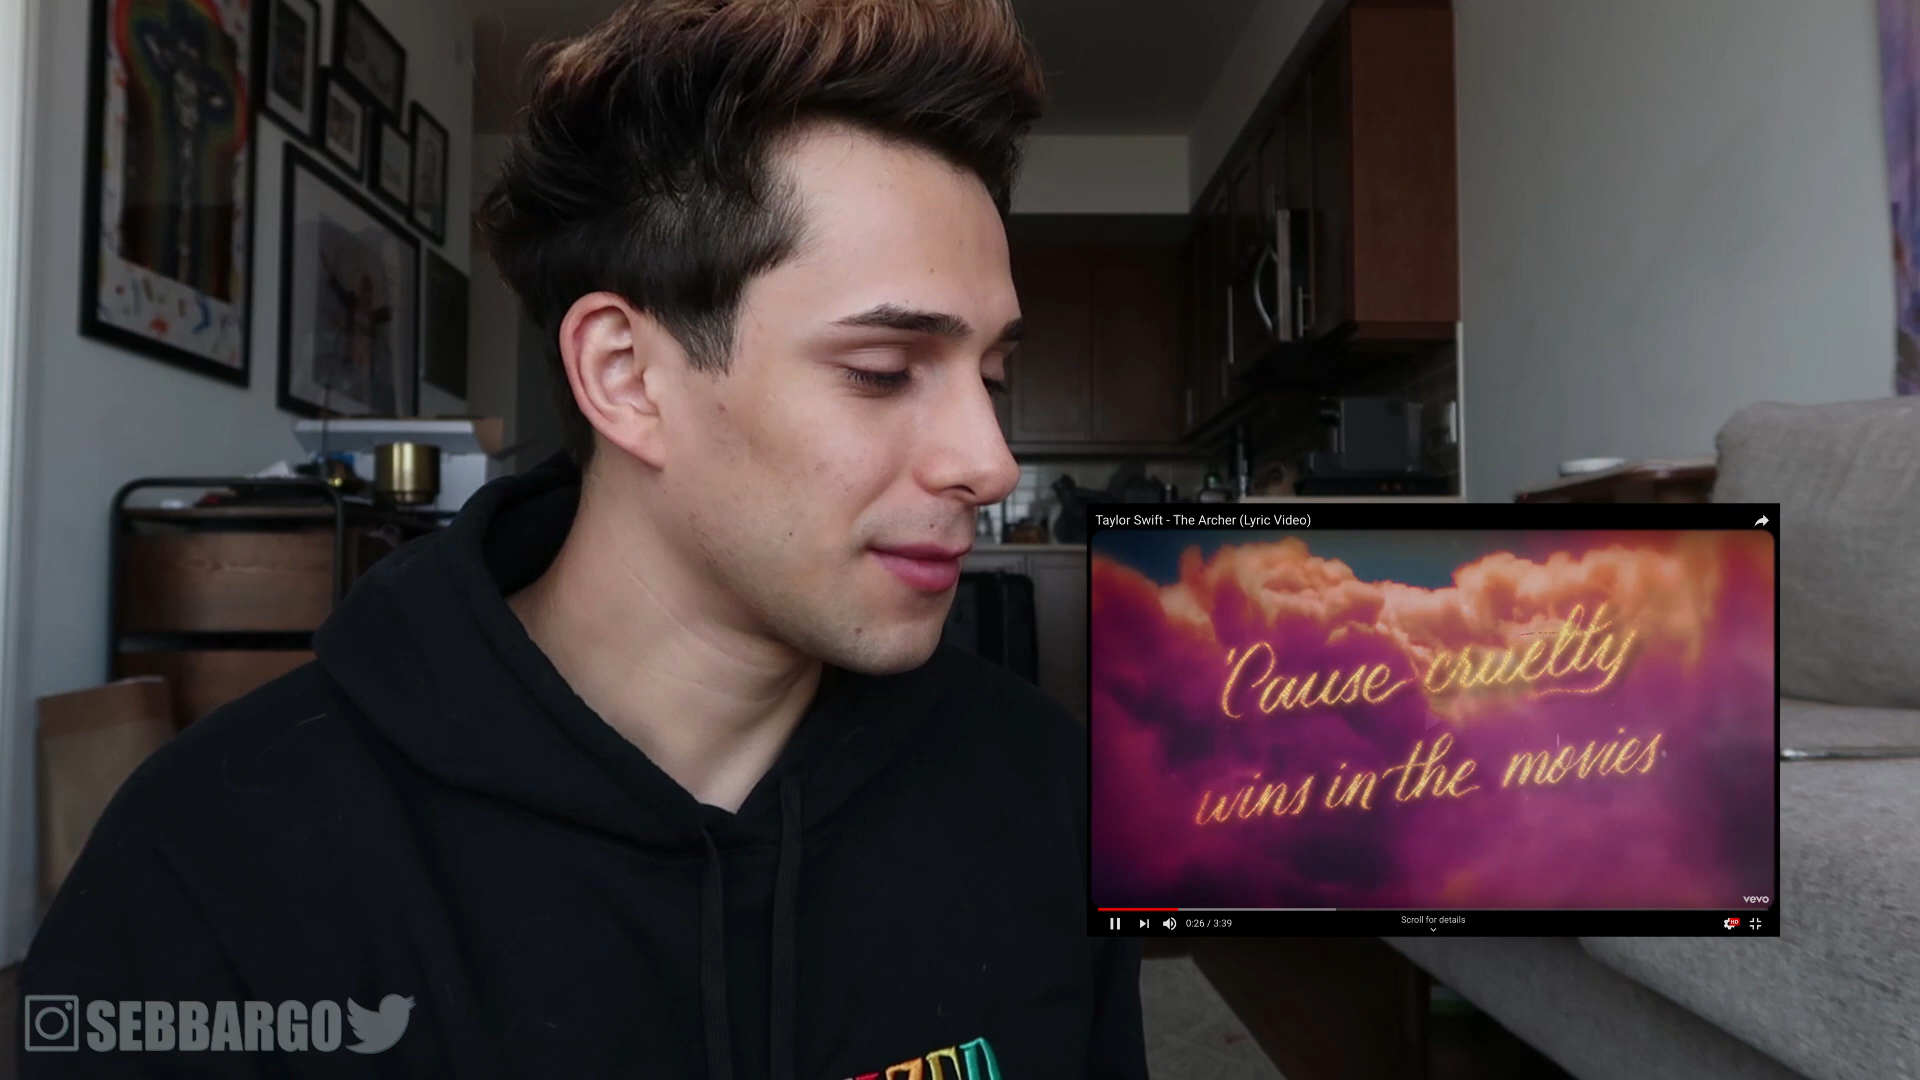 Taylor Swift - The Archer (Lyric Video)
'Cause cruelty
wins in the movies
vevo
0:26 / 3:39
Scroll for details
HD
SEBBARGO